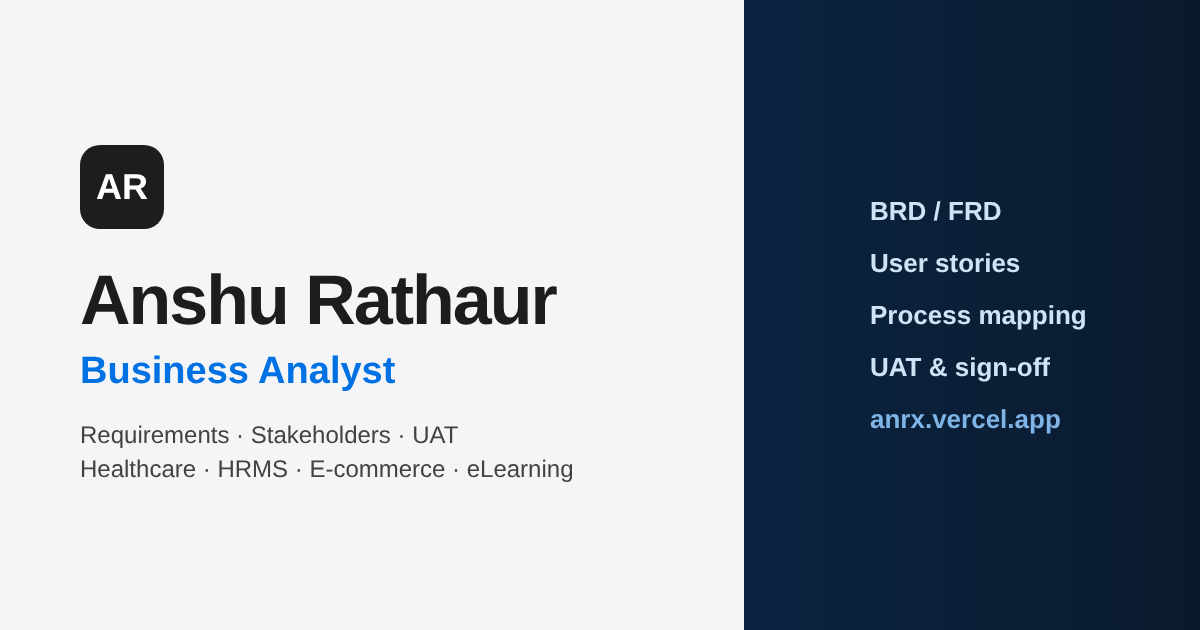 AR
Anshu Rathaur
Business Analyst
Requirements · Stakeholders · UAT
Healthcare · HRMS · E-commerce · eLearning
BRD / FRD
User stories
Process mapping
UAT & sign-off
anrx.vercel.app